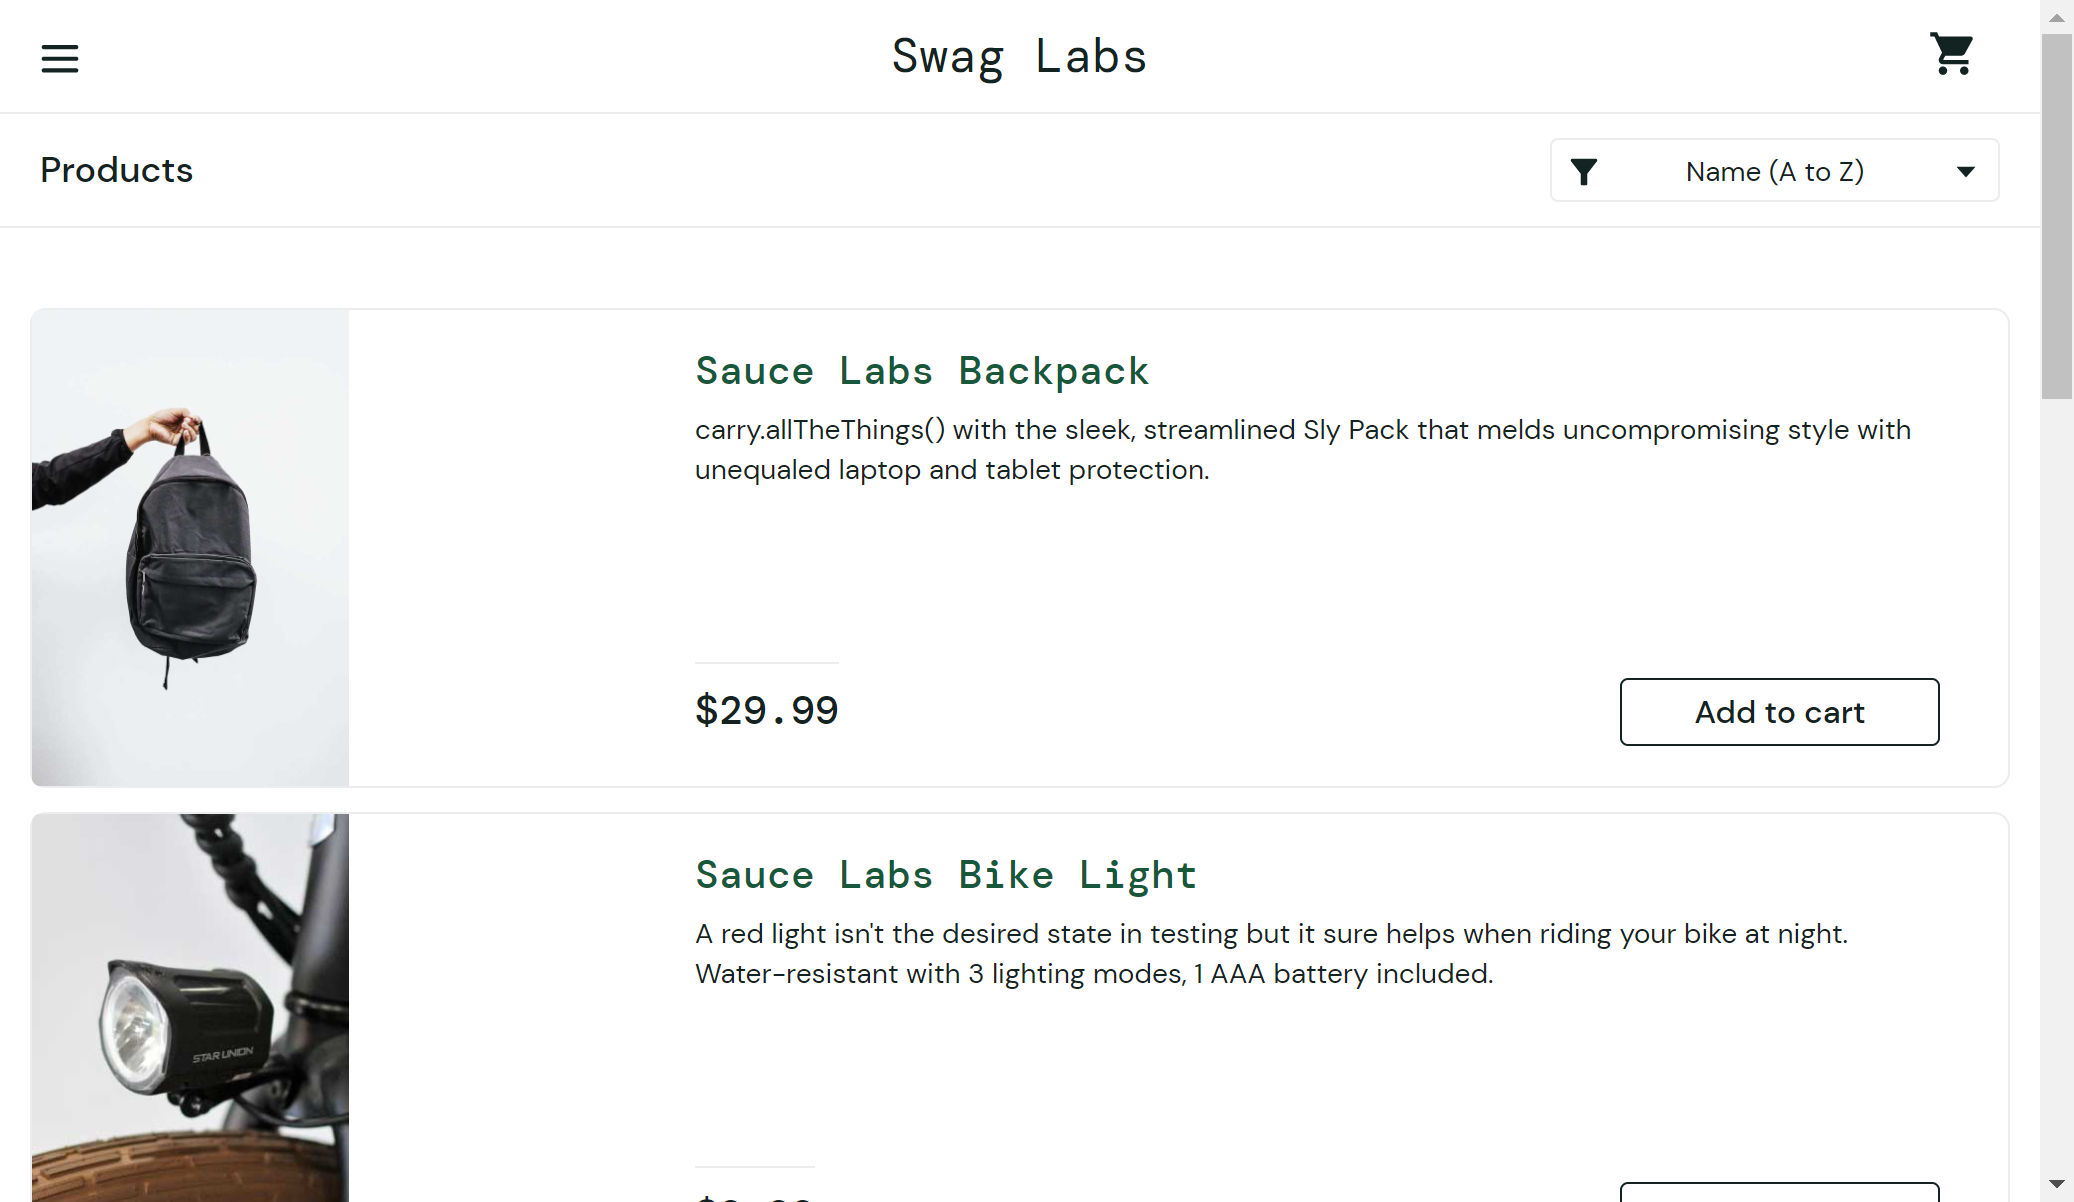 Swag Labs
Products
Name (A to Z)
Sauce Labs Backpack
carry.allTheThings() with the sleek, streamlined Sly Pack that melds uncompromising style with
unequaled laptop and tablet protection.
$29.99
Add to cart
Sauce Labs Bike Light
A red light isn't the desired state in testing but it sure helps when riding your bike at night.
Water-resistant with 3 lighting modes, 1 AAA battery included.
STAR UNION